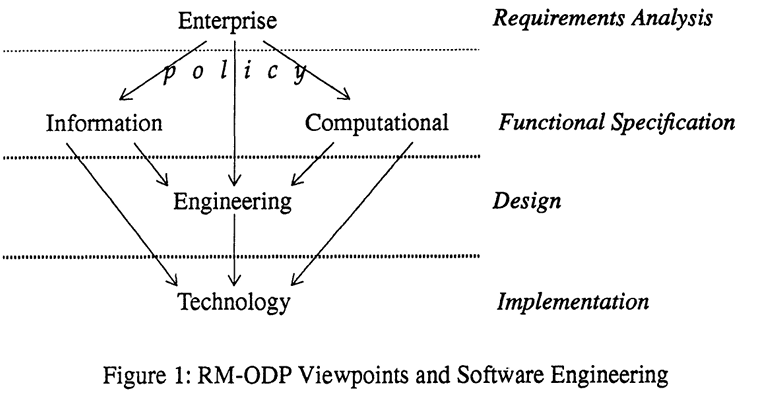 Enterprise Requirements Analysis
p o l i c y
Information Computational Functional Specification
Engineering Design
Technology Implementation
Figure 1: RM-ODP Viewpoints and Software Engineering